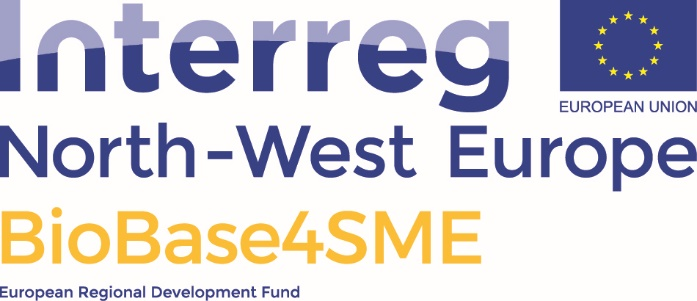 Interreg
EUROPEAN UNION
North-West Europe
BioBase4SME
European Regional Development Fund